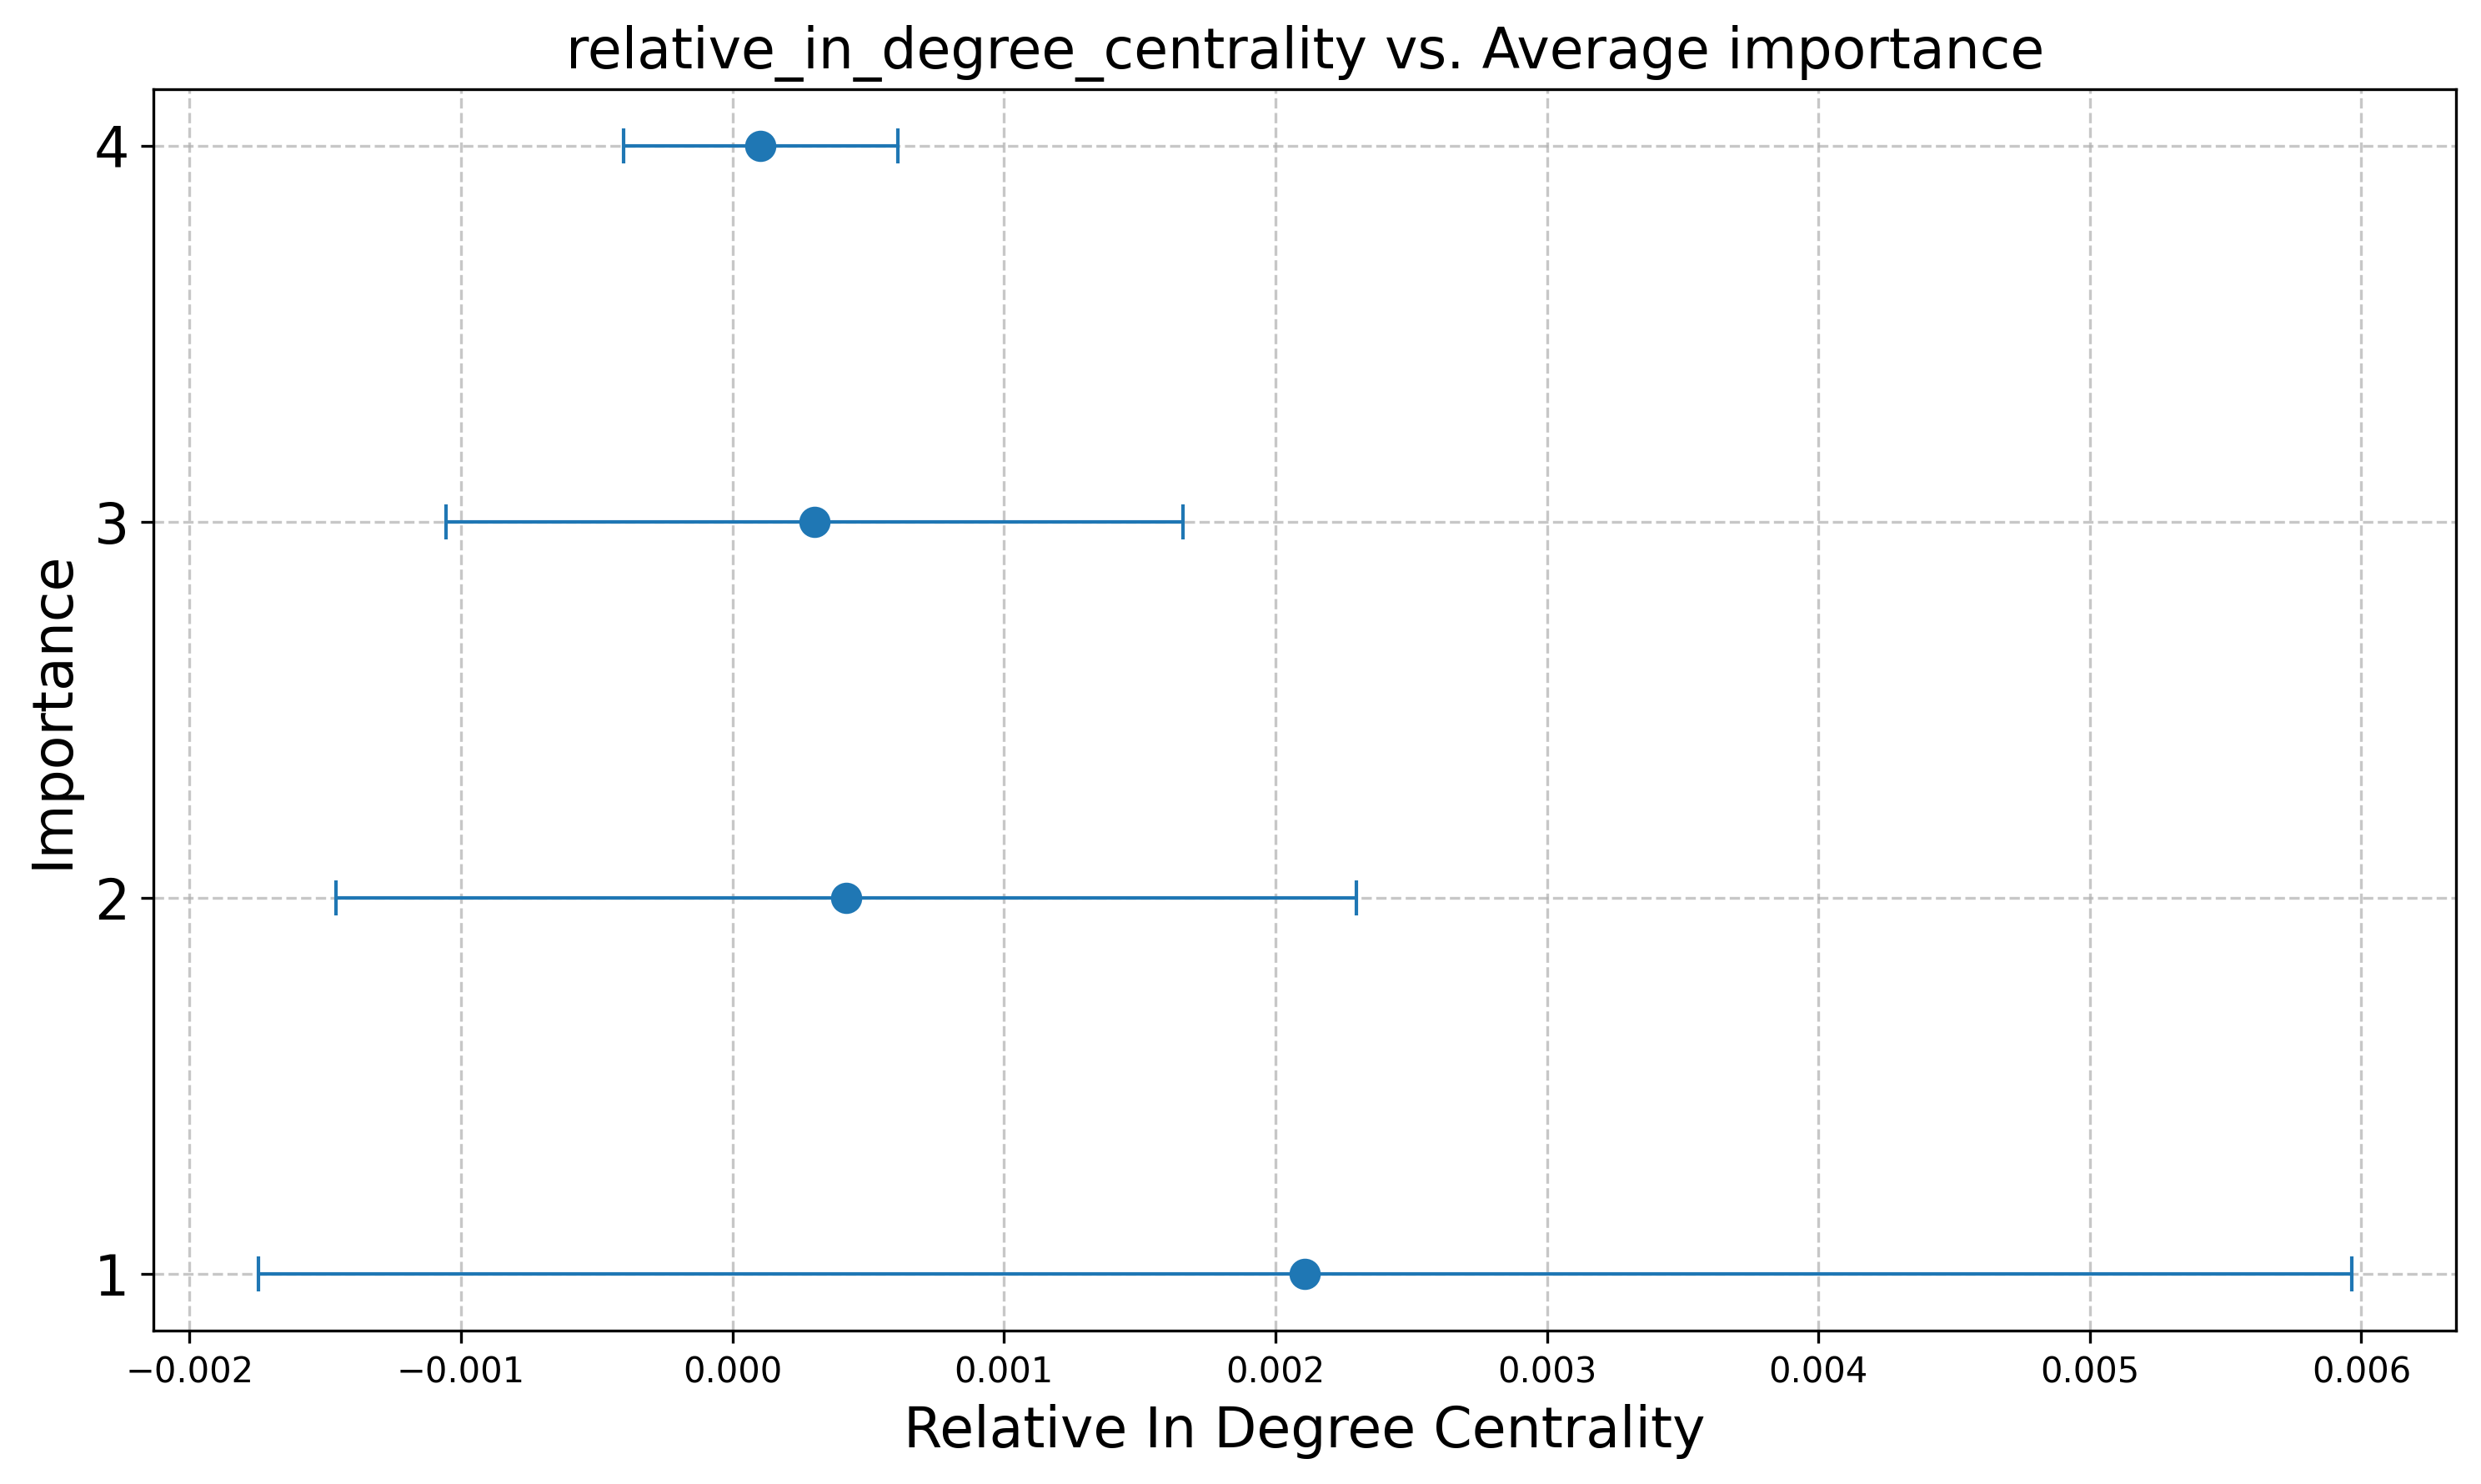 relative_in_degree_centrality vs. Average importance
Importance
4
3
2
1
−0.002 −0.001 0.000 0.001 0.002 0.003 0.004 0.005 0.006
Relative In Degree Centrality